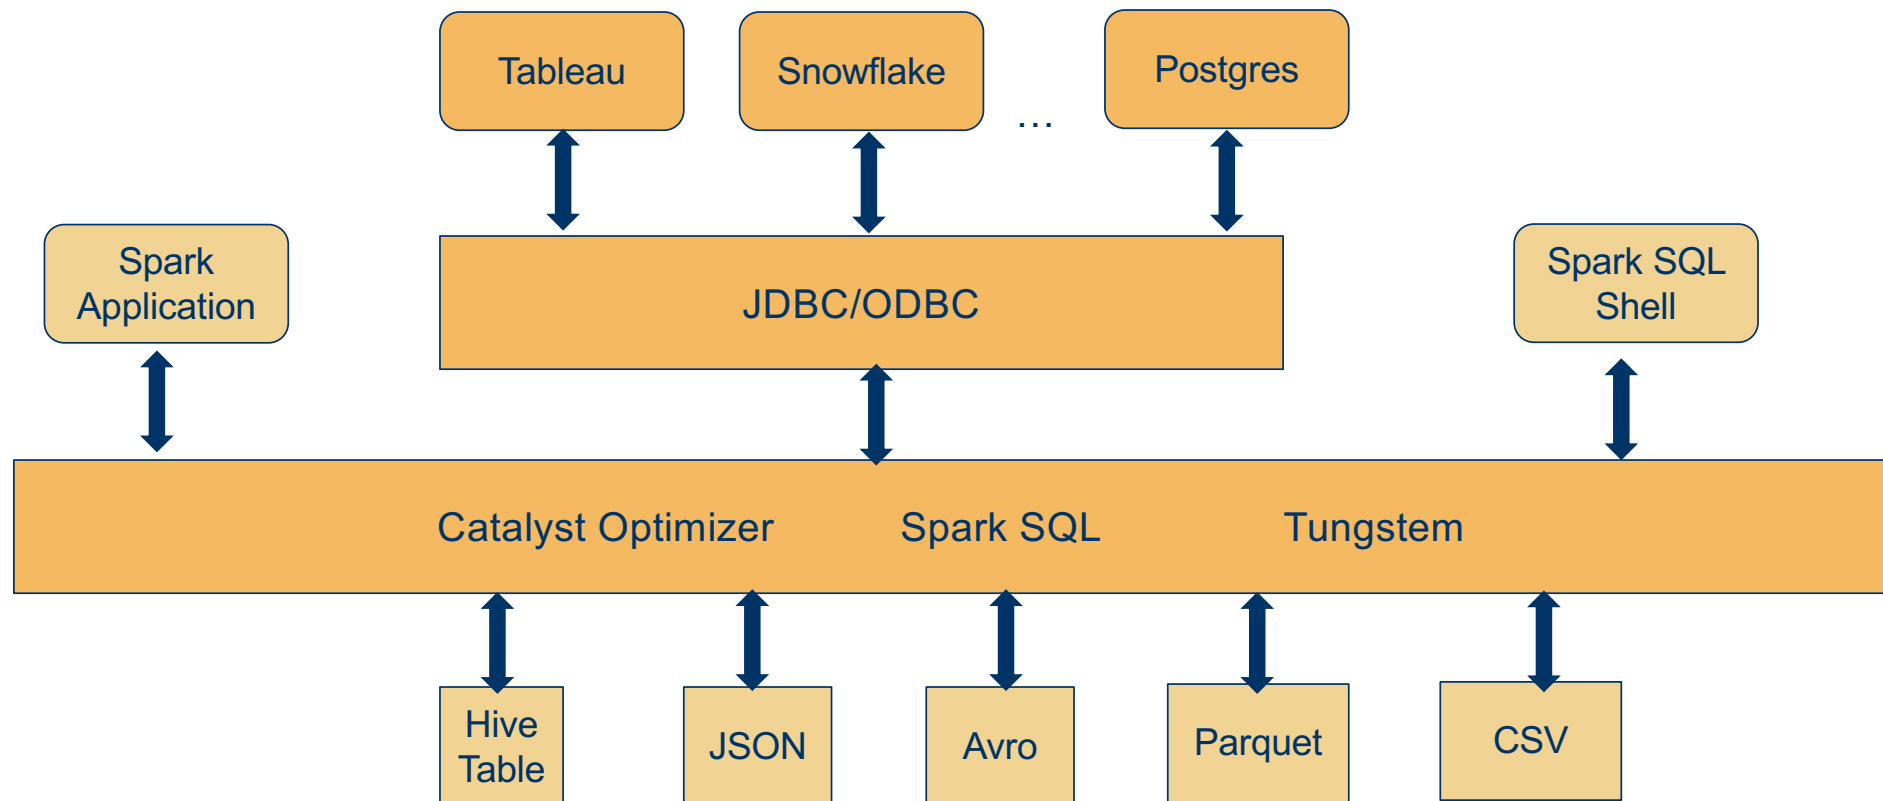 Tableau
Snowflake
...
Postgres
Spark
Application
JDBC/ODBC
Spark SQL
Shell
Catalyst Optimizer
Spark SQL
Tungstem
Hive
Table
JSON
Avro
Parquet
CSV